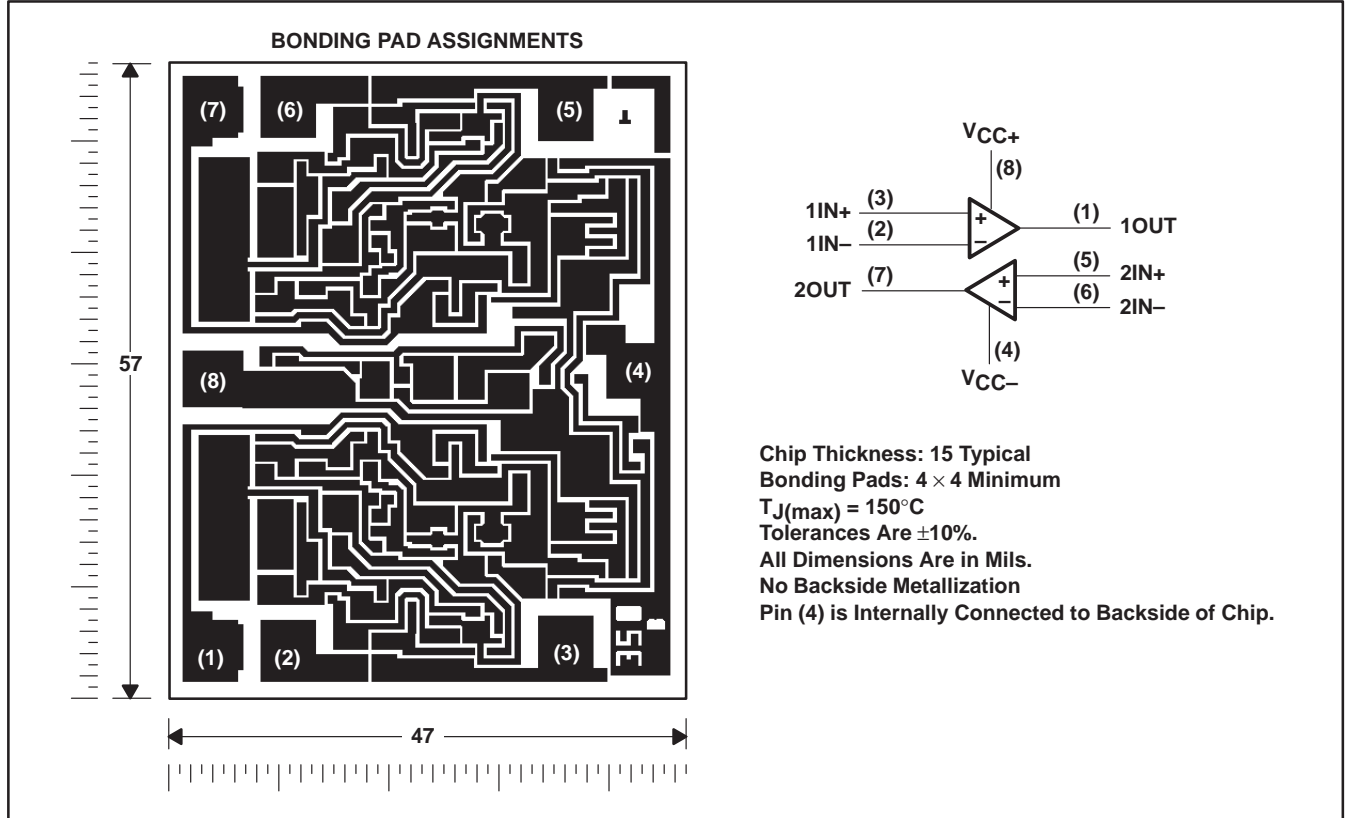 BONDING PAD ASSIGNMENTS
(7)
(6)
(5)
(8)
(4)
(1)
(2)
(3)
57
47
VCC+
(8)
1IN+
(3)
1IN–
(2)
(1)
1OUT
+
–
2OUT
(7)
(5)
2IN+
(6)
2IN–
+
–
(4)
VCC–
Chip Thickness: 15 Typical
Bonding Pads: 4 × 4 Minimum
TJ(max) = 150°C
Tolerances Are ±10%.
All Dimensions Are in Mils.
No Backside Metallization
Pin (4) is Internally Connected to Backside of Chip.